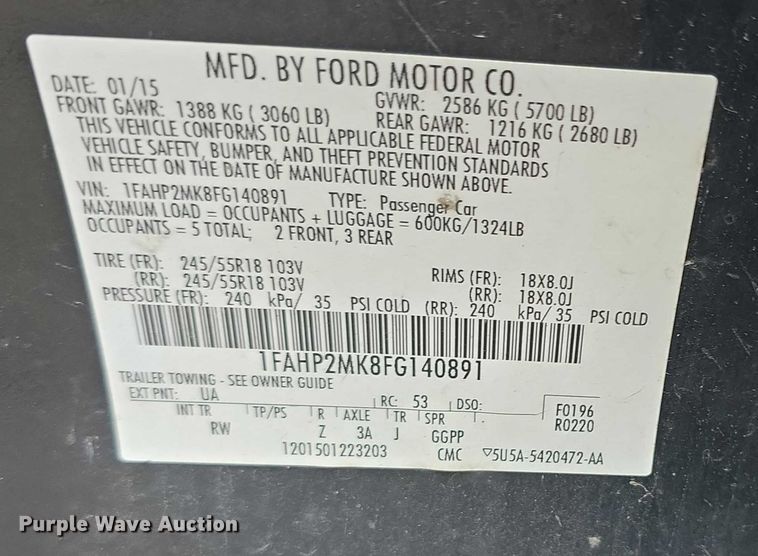 MFD. BY FORD MOTOR CO.
DATE: 01/15 GVWR: 2586 KG ( 5700 LB)
FRONT GAWR: 1388 KG ( 3060 LB) REAR GAWR: 1216 KG ( 2680 LB)
THIS VEHICLE CONFORMS TO ALL APPLICABLE FEDERAL MOTOR
VEHICLE SAFETY, BUMPER, AND THEFT PREVENTION STANDARDS
IN EFFECT ON THE DATE OF MANUFACTURE SHOWN ABOVE.
VIN: 1FAHP2MK8FG140891 TYPE: Passenger Car
MAXIMUM LOAD = OCCUPANTS + LUGGAGE = 600KG/1324LB
OCCUPANTS = 5 TOTAL; 2 FRONT, 3 REAR
TIRE (FR): 245/55R18 103V RIMS (FR): 18X8.0J
(RR): 245/55R18 103V (RR): 18X8.0J
PRESSURE (FR): 240 kPa/ 35 PSI COLD (RR): 240 kPa/ 35 PSI COLD
1FAHP2MK8FG140891
TRAILER TOWING - SEE OWNER GUIDE
EXT PNT: UA RC: 53 DSO: F0196
INT TR TP/PS R AXLE TR SPR R0220
RW Z 3A J GGPP
1201501223203 CMC ▽5U5A-5420472-AA
Purple Wave Auction